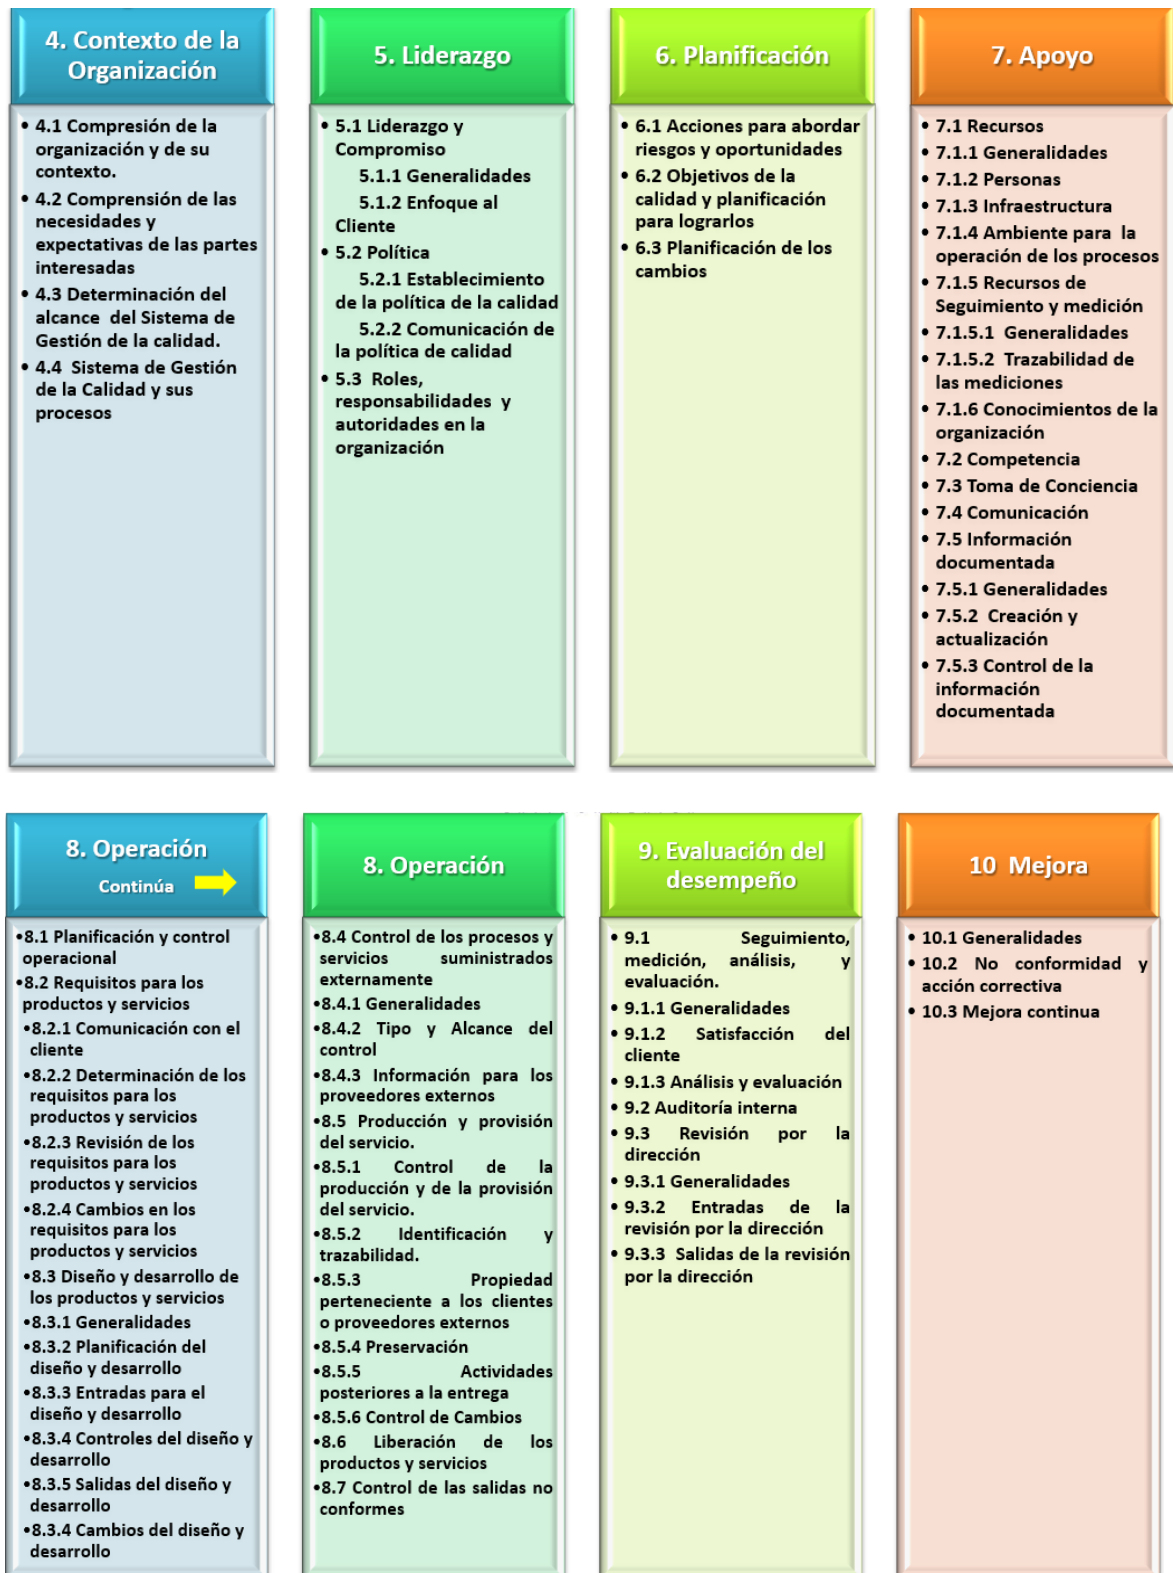 4. Contexto de la
Organización
• 4.1 Compresión de la
organización y de su
contexto.
• 4.2 Comprensión de las
necesidades y
expectativas de las partes
interesadas
• 4.3 Determinación del
alcance del Sistema de
Gestión de la calidad.
• 4.4 Sistema de Gestión
de la Calidad y sus
procesos
5. Liderazgo
• 5.1 Liderazgo y
Compromiso
5.1.1 Generalidades
5.1.2 Enfoque al
Cliente
• 5.2 Política
5.2.1 Establecimiento
de la política de la calidad
5.2.2 Comunicación de
la política de calidad
• 5.3 Roles,
responsabilidades y
autoridades en la
organización
6. Planificación
• 6.1 Acciones para abordar
riesgos y oportunidades
• 6.2 Objetivos de la
calidad y planificación
para lograrlos
• 6.3 Planificación de los
cambios
7. Apoyo
• 7.1 Recursos
• 7.1.1 Generalidades
• 7.1.2 Personas
• 7.1.3 Infraestructura
• 7.1.4 Ambiente para la
operación de los procesos
• 7.1.5 Recursos de
Seguimiento y medición
• 7.1.5.1 Generalidades
• 7.1.5.2 Trazabilidad de
las mediciones
• 7.1.6 Conocimientos de la
organización
• 7.2 Competencia
• 7.3 Toma de Conciencia
• 7.4 Comunicación
• 7.5 Información
documentada
• 7.5.1 Generalidades
• 7.5.2 Creación y
actualización
• 7.5.3 Control de la
información
documentada
8. Operación
Continúa
•8.1 Planificación y control
operacional
•8.2 Requisitos para los
productos y servicios
•8.2.1 Comunicación con el
cliente
•8.2.2 Determinación de los
requisitos para los
productos y servicios
•8.2.3 Revisión de los
requisitos para los
productos y servicios
•8.2.4 Cambios en los
requisitos para los
productos y servicios
•8.3 Diseño y desarrollo de
los productos y servicios
•8.3.1 Generalidades
•8.3.2 Planificación del
diseño y desarrollo
•8.3.3 Entradas para el
diseño y desarrollo
•8.3.4 Controles del diseño y
desarrollo
•8.3.5 Salidas del diseño y
desarrollo
•8.3.4 Cambios del diseño y
desarrollo
8. Operación
•8.4 Control de los procesos y
servicios suministrados
externamente
•8.4.1 Generalidades
•8.4.2 Tipo y Alcance del
control
•8.4.3 Información para los
proveedores externos
•8.5 Producción y provisión
del servicio.
•8.5.1 Control de la
producción y de la provisión
del servicio.
•8.5.2 Identificación y
trazabilidad.
•8.5.3 Propiedad
perteneciente a los clientes
o proveedores externos
•8.5.4 Preservación
•8.5.5 Actividades
posteriores a la entrega
•8.5.6 Control de Cambios
•8.6 Liberación de los
productos y servicios
•8.7 Control de las salidas no
conformes
9. Evaluación del
desempeño
• 9.1 Seguimiento,
medición, análisis, y
evaluación.
• 9.1.1 Generalidades
• 9.1.2 Satisfacción del
cliente
• 9.1.3 Análisis y evaluación
• 9.2 Auditoría interna
• 9.3 Revisión por la
dirección
• 9.3.1 Generalidades
• 9.3.2 Entradas de la
revisión por la dirección
• 9.3.3 Salidas de la revisión
por la dirección
10 Mejora
• 10.1 Generalidades
• 10.2 No conformidad y
acción correctiva
• 10.3 Mejora continua